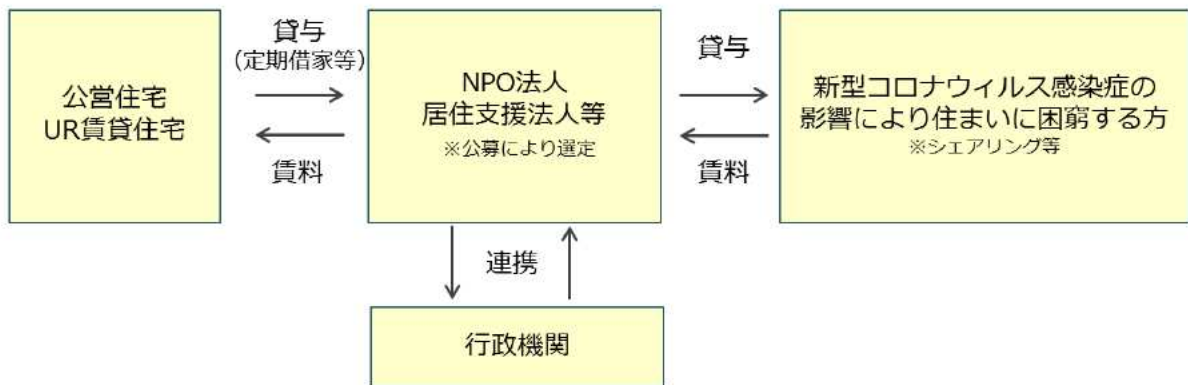 公営住宅
UR賃貸住宅
貸与
（定期借家等）
賃料
NPO法人
居住支援法人等
※公募により選定
貸与
賃料
新型コロナウィルス感染症の
影響により住まいに困窮する方
※シェアリング等
連携
行政機関